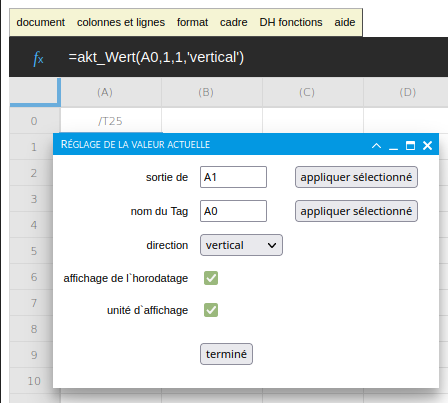 document colonnes et lignes format cadre DH fonctions aide
fx =akt_Wert(A0,1,1,'vertical')
(A) (B) (C) (D)
0 /T25
1 RÉGLAGE DE LA VALEUR ACTUELLE
2 sortie de A1 appliquer sélectionné
3 nom du Tag A0 appliquer sélectionné
4
5 direction vertical
6 affichage de l`horodatage
7 unité d`affichage
8
9 terminé
10